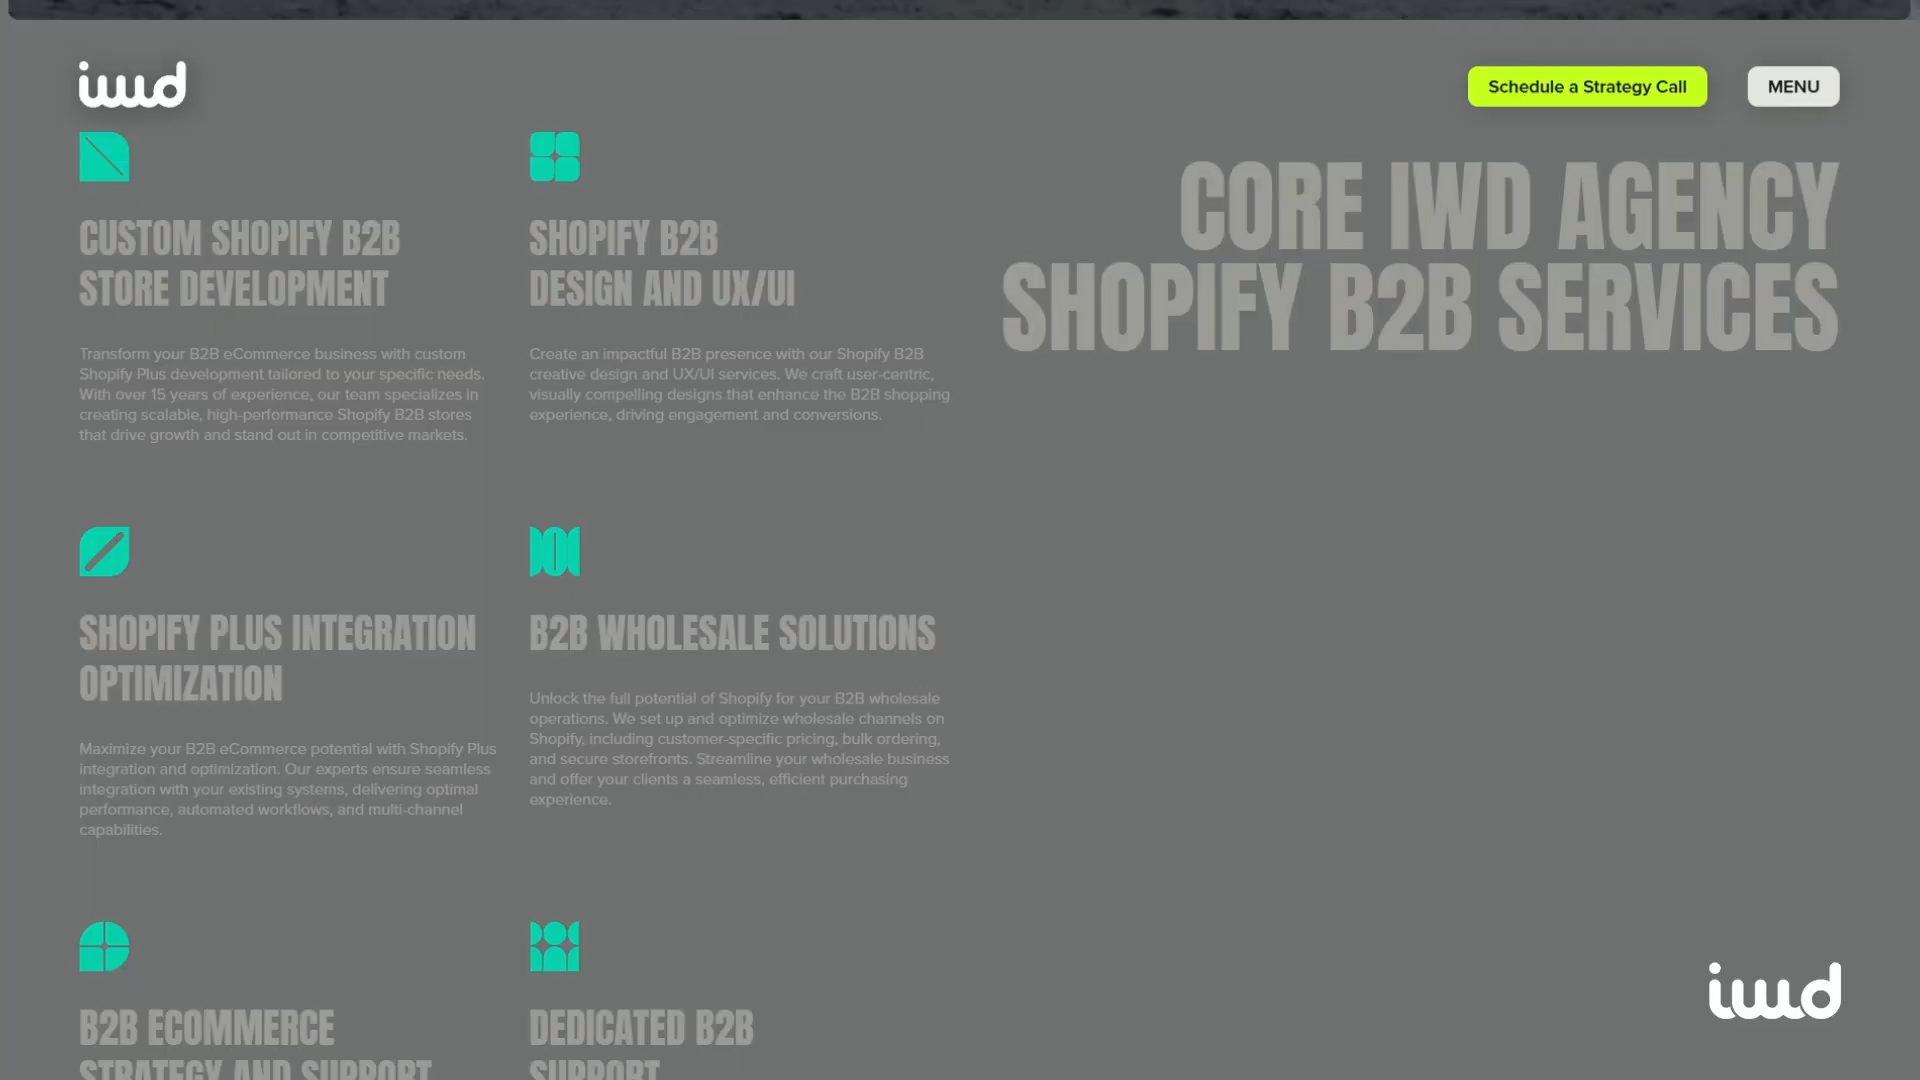 iwd
Schedule a Strategy Call
MENU
CORE IWD AGENCY
SHOPIFY B2B SERVICES
CUSTOM SHOPIFY B2B
STORE DEVELOPMENT
Transform your B2B eCommerce business with custom
Shopify Plus development tailored to your specific needs.
With over 15 years of experience, our team specializes in
creating scalable, high-performance Shopify B2B stores
that drive growth and stand out in competitive markets.
SHOPIFY B2B
DESIGN AND UX/UI
Create an impactful B2B presence with our Shopify B2B
creative design and UX/UI services. We craft user-centric,
visually compelling designs that enhance the B2B shopping
experience, driving engagement and conversions.
SHOPIFY PLUS INTEGRATION
OPTIMIZATION
Maximize your B2B eCommerce potential with Shopify Plus
integration and optimization. Our experts ensure seamless
integration with your existing systems, delivering optimal
performance, automated workflows, and multi-channel
capabilities.
B2B WHOLESALE SOLUTIONS
Unlock the full potential of Shopify for your B2B wholesale
operations. We set up and optimize wholesale channels on
Shopify, including customer-specific pricing, bulk ordering,
and secure storefronts. Streamline your wholesale business
and offer your clients a seamless, efficient purchasing
experience.
B2B ECOMMERCE
STRATEGY AND SUPPORT
DEDICATED B2B
SUPPORT
iwd